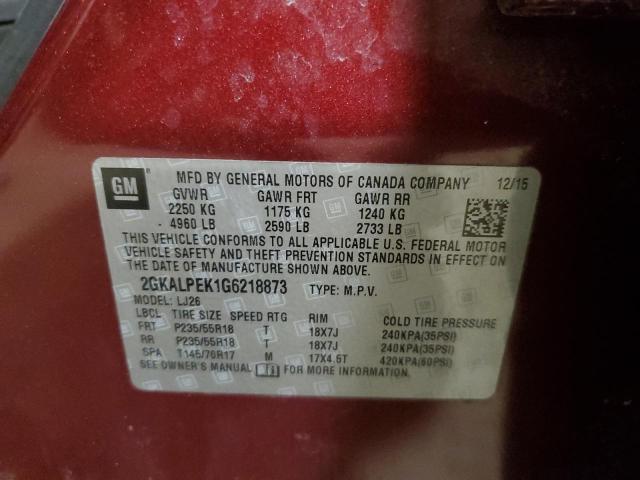 GM
MFD BY GENERAL MOTORS OF CANADA COMPANY 12/15
GVWR GAWR FRT GAWR RR
2250 KG 1175 KG 1240 KG
4960 LB 2590 LB 2733 LB
THIS VEHICLE CONFORMS TO ALL APPLICABLE U.S. FEDERAL MOTOR
VEHICLE SAFETY AND THEFT PREVENTION STANDARDS IN EFFECT ON
THE DATE OF MANUFACTURE SHOWN ABOVE.
2GKALPEK1G6218873 TYPE: M.P.V.
MODEL: LJ26
LBCL TIRE SIZE SPEED RTG RIM COLD TIRE PRESSURE
FRT P235/55R18 T 18X7J 240KPA(35PSI)
RR P235/55R18 T 18X7J 240KPA(35PSI)
SPA T145/70R17 M 17X4.5T 420KPA(60PSI)
SEE OWNER'S MANUAL FOR MORE INFORMATION.